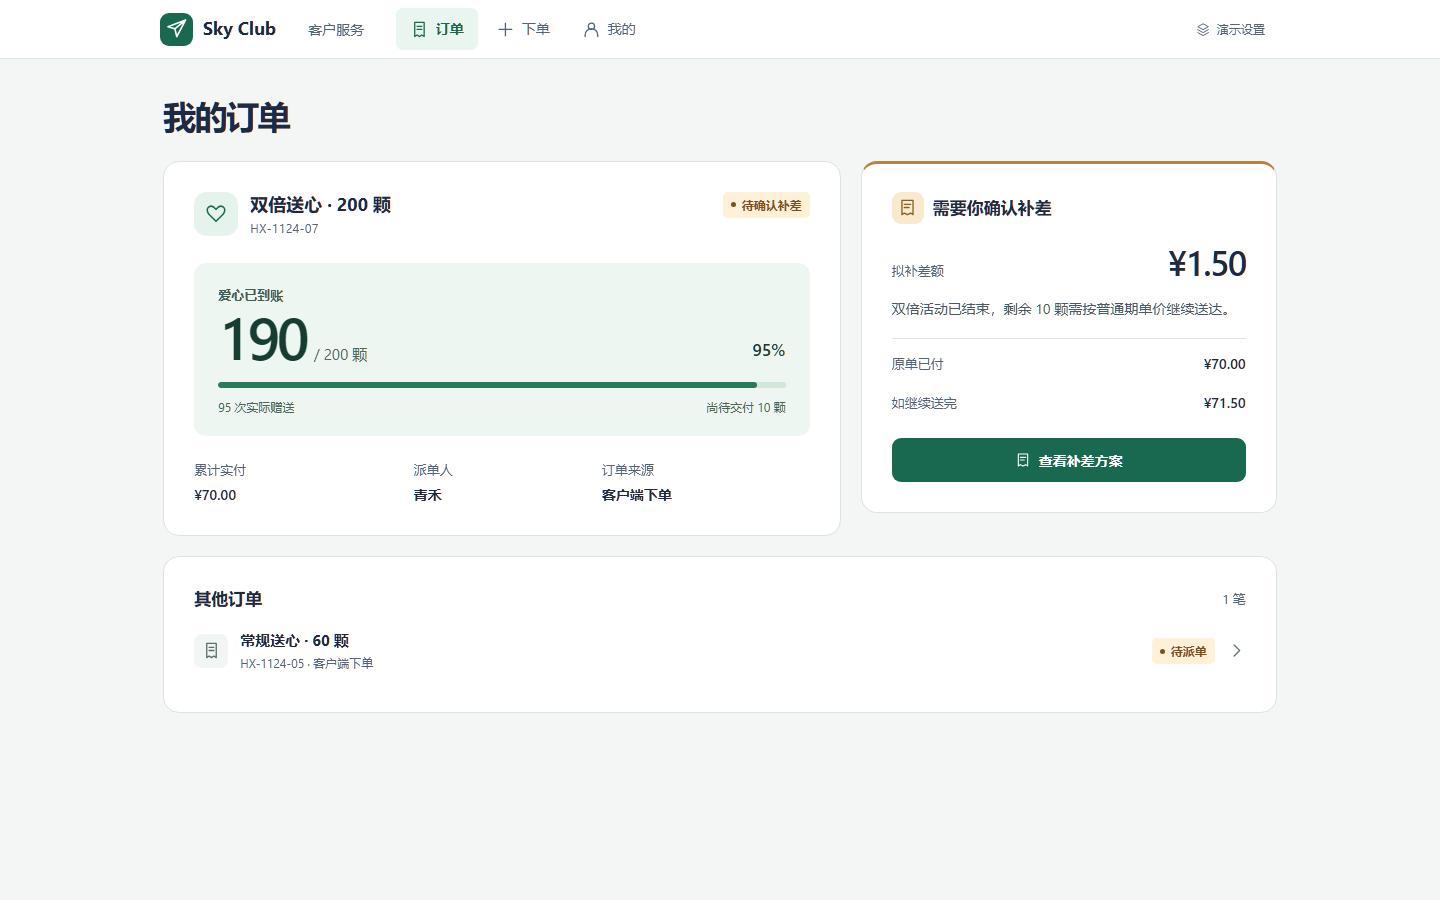 Sky Club
客户服务
订单
下单
我的
演示设置
我的订单
双倍送心 · 200 颗
HX-1124-07
待确认补差
爱心已到账
190 / 200 颗
95%
95 次实际赠送
尚待交付 10 颗
累计实付
¥70.00
派单人
青禾
订单来源
客户端下单
需要你确认补差
拟补差额
¥1.50
双倍活动已结束，剩余 10 颗需按普通期单价继续送达。
原单已付
¥70.00
如继续送完
¥71.50
查看补差方案
其他订单
1 笔
常规送心 · 60 颗
HX-1124-05 · 客户端下单
待派单